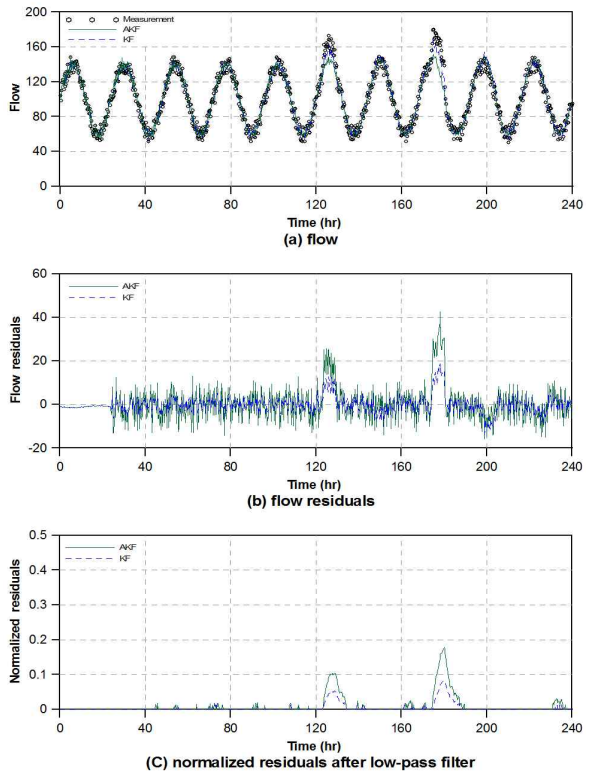 Measurement
AKF
KF
200
160
120
80
40
0
Flow
0 40 80 120 160 200 240
Time (hr)
(a) flow
60
40
20
0
-20
Flow residuals
AKF
KF
0 40 80 120 160 200 240
Time (hr)
(b) flow residuals
0.5
0.4
0.3
0.2
0.1
0
Normalized residuals
AKF
KF
0 40 80 120 160 200 240
Time (hr)
(C) normalized residuals after low-pass filter